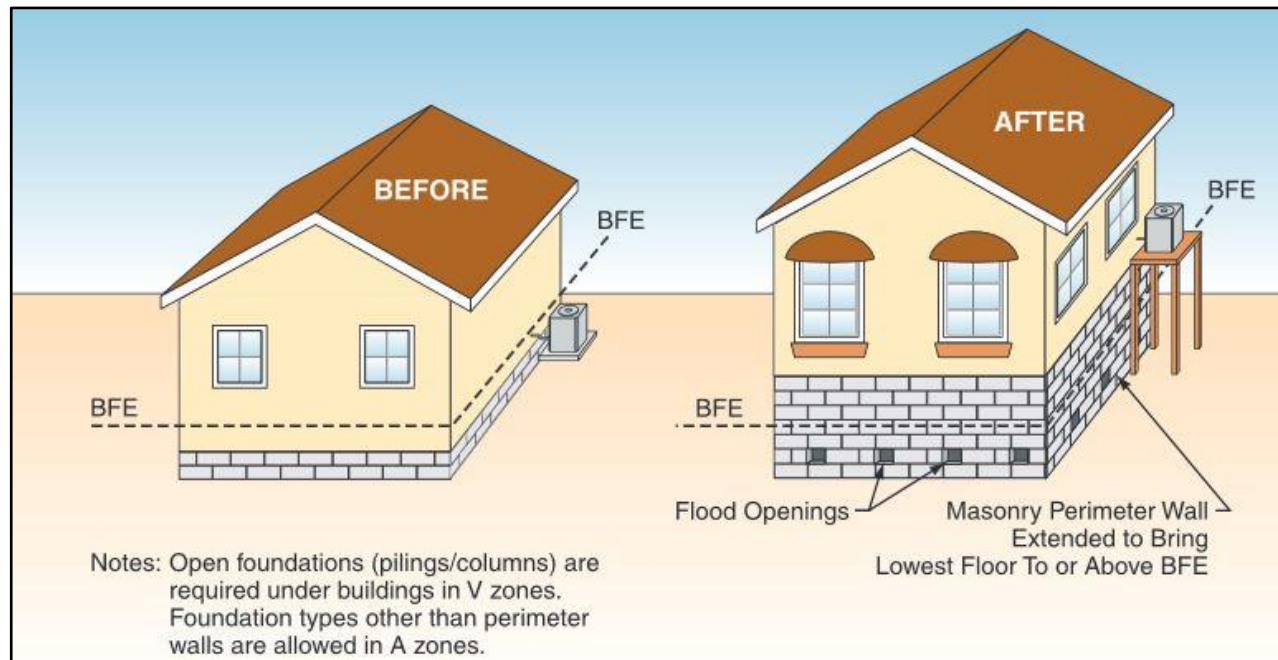 BEFORE
BFE
BFE
AFTER
BFE
BFE
Flood Openings
Masonry Perimeter Wall
Extended to Bring
Lowest Floor To or Above BFE
Notes: Open foundations (pilings/columns) are
required under buildings in V zones.
Foundation types other than perimeter
walls are allowed in A zones.